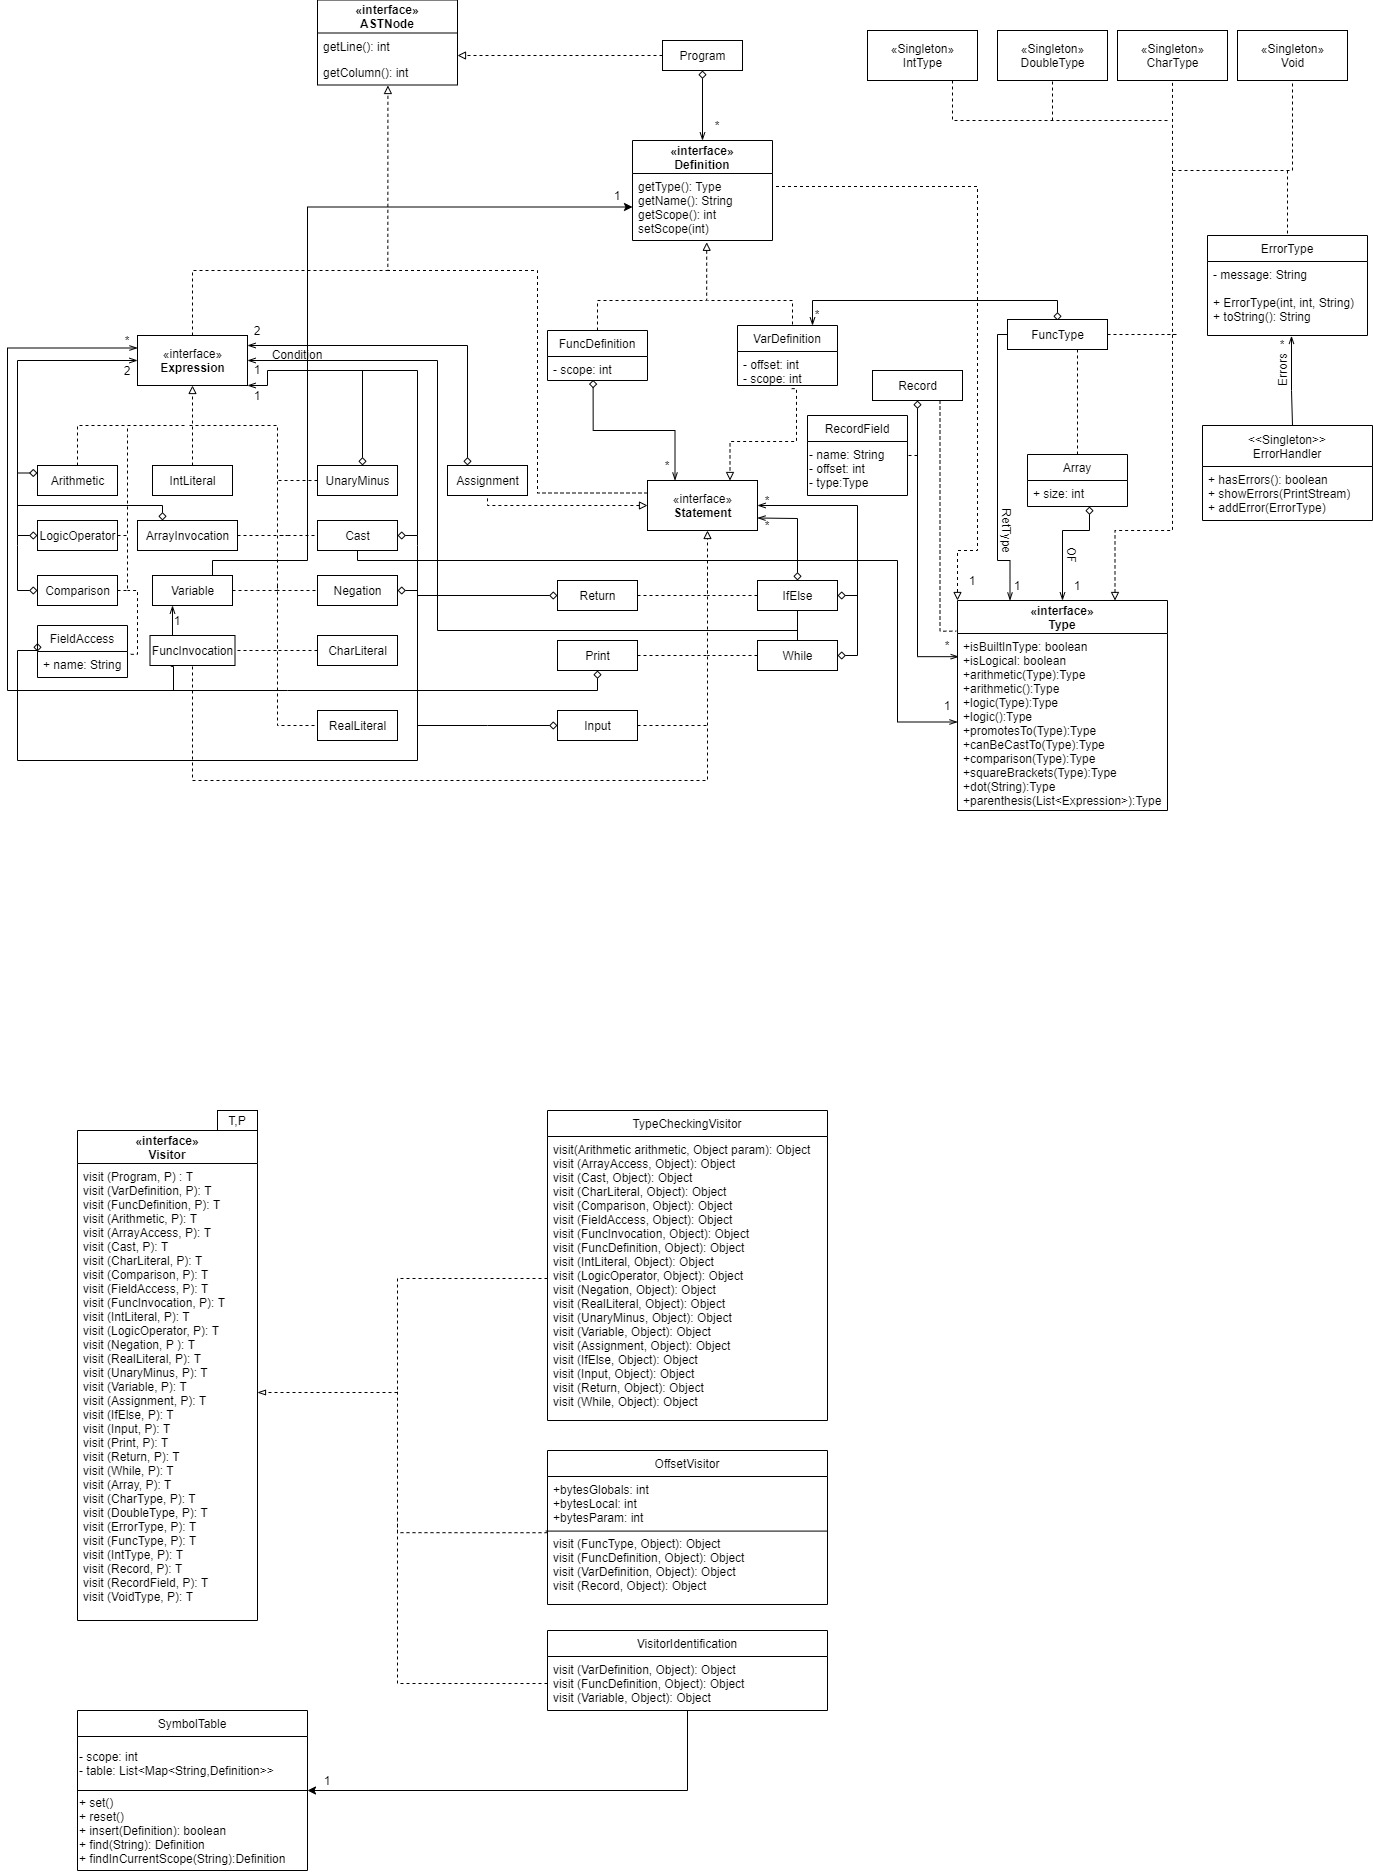 «interface»
ASTNode
getLine(): int
getColumn(): int
Program
*
«Singleton»
IntType
«Singleton»
DoubleType
«Singleton»
CharType
«Singleton»
Void
«interface»
Definition
getType(): Type
getName(): String
getScope(): int
setScope(int)
1
ErrorType
- message: String
+ ErrorType(int, int, String)
+ toString(): String
* 
Errors
<<Singleton>>
ErrorHandler
+ hasErrors(): boolean
+ showErrors(PrintStream)
+ addError(ErrorType)
«interface»
Expression
*
2
2
Condition
1
1
FuncDefinition
- scope: int
VarDefinition
- offset: int
- scope: int
*
FuncType
Record
RecordField
- name: String
- offset: int
- type:Type
Array
+ size: int
RetType
OF
Arithmetic
IntLiteral
UnaryMinus
Assignment
*
«interface»
Statement
*
*
LogicOperator
ArrayInvocation
Cast
Comparison
Variable
Negation
Return
IfElse
1
FieldAccess
+ name: String
FuncInvocation
CharLiteral
Print
While
RealLiteral
Input
1
1
1
*
1
«interface»
Type
+isBuiltInType: boolean
+isLogical: boolean
+arithmetic(Type):Type
+arithmetic():Type
+logic(Type):Type
+logic():Type
+promotesTo(Type):Type
+canBeCastTo(Type):Type
+comparison(Type):Type
+squareBrackets(Type):Type
+dot(String):Type
+parenthesis(List<Expression>):Type
T,P
«interface»
Visitor
visit (Program, P) : T
visit (VarDefinition, P): T
visit (FuncDefinition, P): T
visit (Arithmetic, P): T
visit (ArrayAccess, P): T
visit (Cast, P): T
visit (CharLiteral, P): T
visit (Comparison, P): T
visit (FieldAccess, P): T
visit (FuncInvocation, P): T
visit (IntLiteral, P): T
visit (LogicOperator, P): T
visit (Negation, P ): T
visit (RealLiteral, P): T
visit (UnaryMinus, P): T
visit (Variable, P): T
visit (Assignment, P): T
visit (IfElse, P): T
visit (Input, P): T
visit (Print, P): T
visit (Return, P): T
visit (While, P): T
visit (Array, P): T
visit (CharType, P): T
visit (DoubleType, P): T
visit (ErrorType, P): T
visit (FuncType, P): T
visit (IntType, P): T
visit (Record, P): T
visit (RecordField, P): T
visit (VoidType, P): T
TypeCheckingVisitor
visit(Arithmetic arithmetic, Object param): Object
visit (ArrayAccess, Object): Object
visit (Cast, Object): Object
visit (CharLiteral, Object): Object
visit (Comparison, Object): Object
visit (FieldAccess, Object): Object
visit (FuncInvocation, Object): Object
visit (FuncDefinition, Object): Object
visit (IntLiteral, Object): Object
visit (LogicOperator, Object): Object
visit (Negation, Object): Object
visit (RealLiteral, Object): Object
visit (UnaryMinus, Object): Object
visit (Variable, Object): Object
visit (Assignment, Object): Object
visit (IfElse, Object): Object
visit (Input, Object): Object
visit (Return, Object): Object
visit (While, Object): Object
OffsetVisitor
+bytesGlobals: int
+bytesLocal: int
+bytesParam: int
visit (FuncType, Object): Object
visit (FuncDefinition, Object): Object
visit (VarDefinition, Object): Object
visit (Record, Object): Object
VisitorIdentification
visit (VarDefinition, Object): Object
visit (FuncDefinition, Object): Object
visit (Variable, Object): Object
SymbolTable
- scope: int
- table: List<Map<String,Definition>>
+ set()
+ reset()
+ insert(Definition): boolean
+ find(String): Definition
+ findInCurrentScope(String):Definition
1